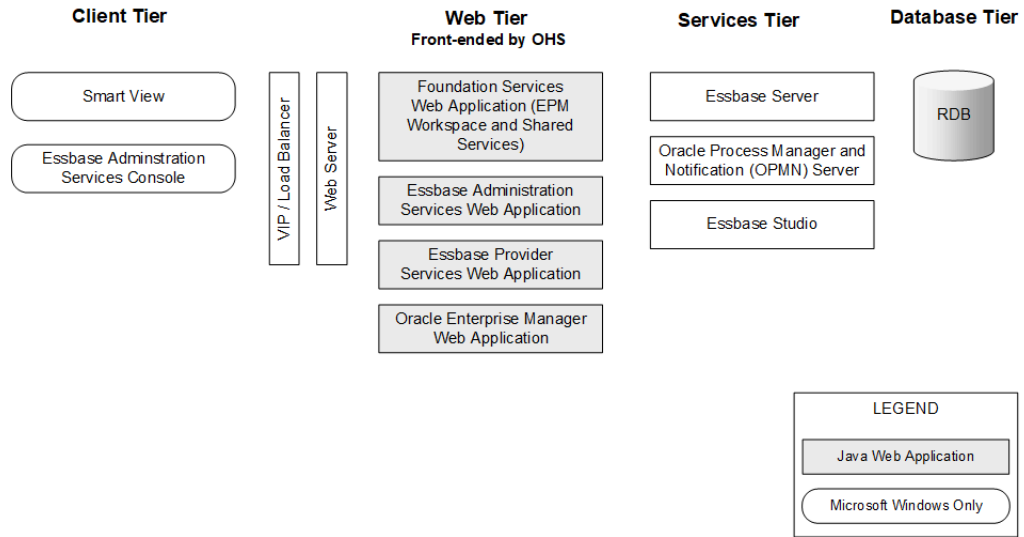 Client Tier
Web Tier
Front-ended by OHS
Services Tier
Database Tier
Smart View
Essbase Adminstration
Services Console
VIP / Load Balancer
Web Server
Foundation Services
Web Application (EPM
Workspace and Shared
Services)
Essbase Administration
Services Web Application
Essbase Provider
Services Web Application
Oracle Enterprise Manager
Web Application
Essbase Server
Oracle Process Manager and
Notification (OPMN) Server
Essbase Studio
RDB
LEGEND
Java Web Application
Microsoft Windows Only